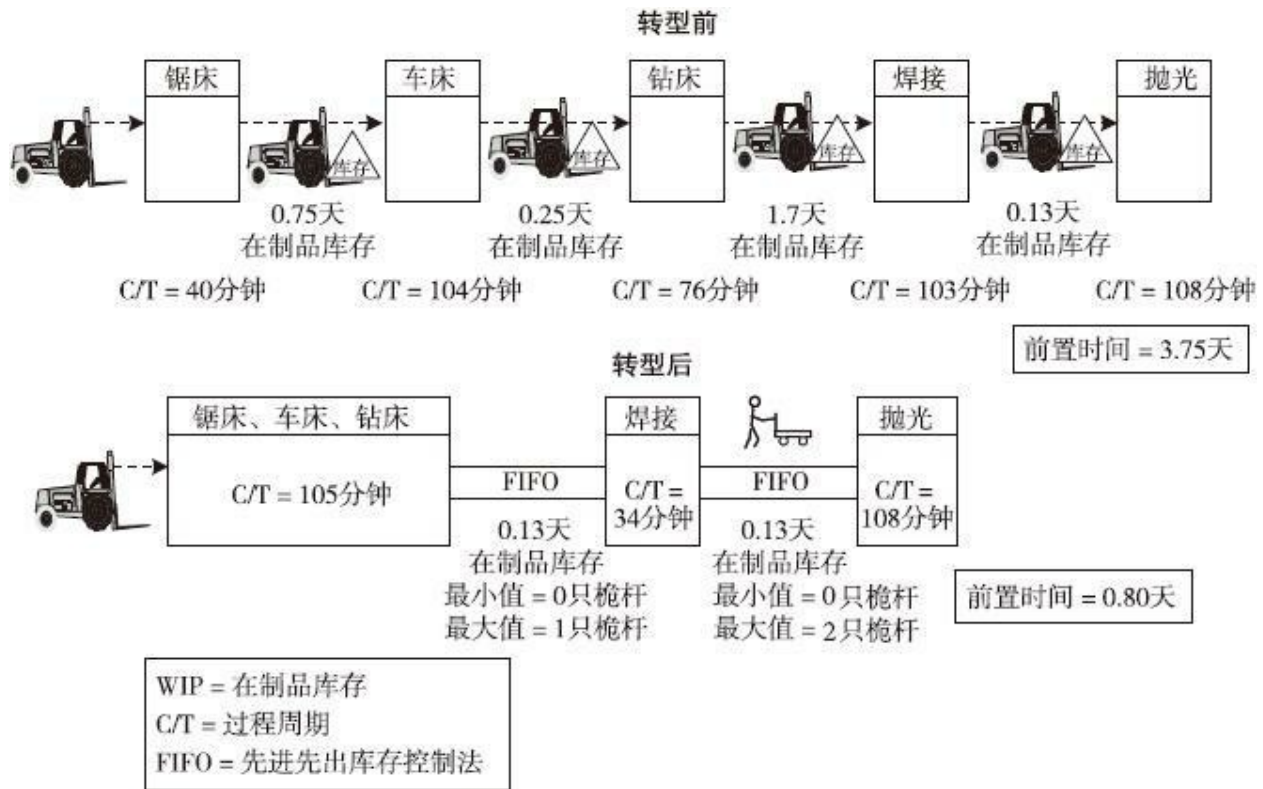 转型前
锯床
车床
钻床
焊接
抛光
库存
库存
库存
库存
0.75天
在制品库存
0.25天
在制品库存
1.7天
在制品库存
0.13天
在制品库存
C/T = 40分钟
C/T = 104分钟
C/T = 76分钟
C/T = 103分钟
C/T = 108分钟
前置时间 = 3.75天
转型后
锯床、车床、钻床
C/T = 105分钟
FIFO
0.13天
在制品库存
最小值 = 0只桅杆
最大值 = 1只桅杆
焊接
C/T =
34分钟
FIFO
0.13天
在制品库存
最小值 = 0只桅杆
最大值 = 2只桅杆
抛光
C/T =
108分钟
前置时间 = 0.80天
WIP = 在制品库存
C/T = 过程周期
FIFO = 先进先出库存控制法